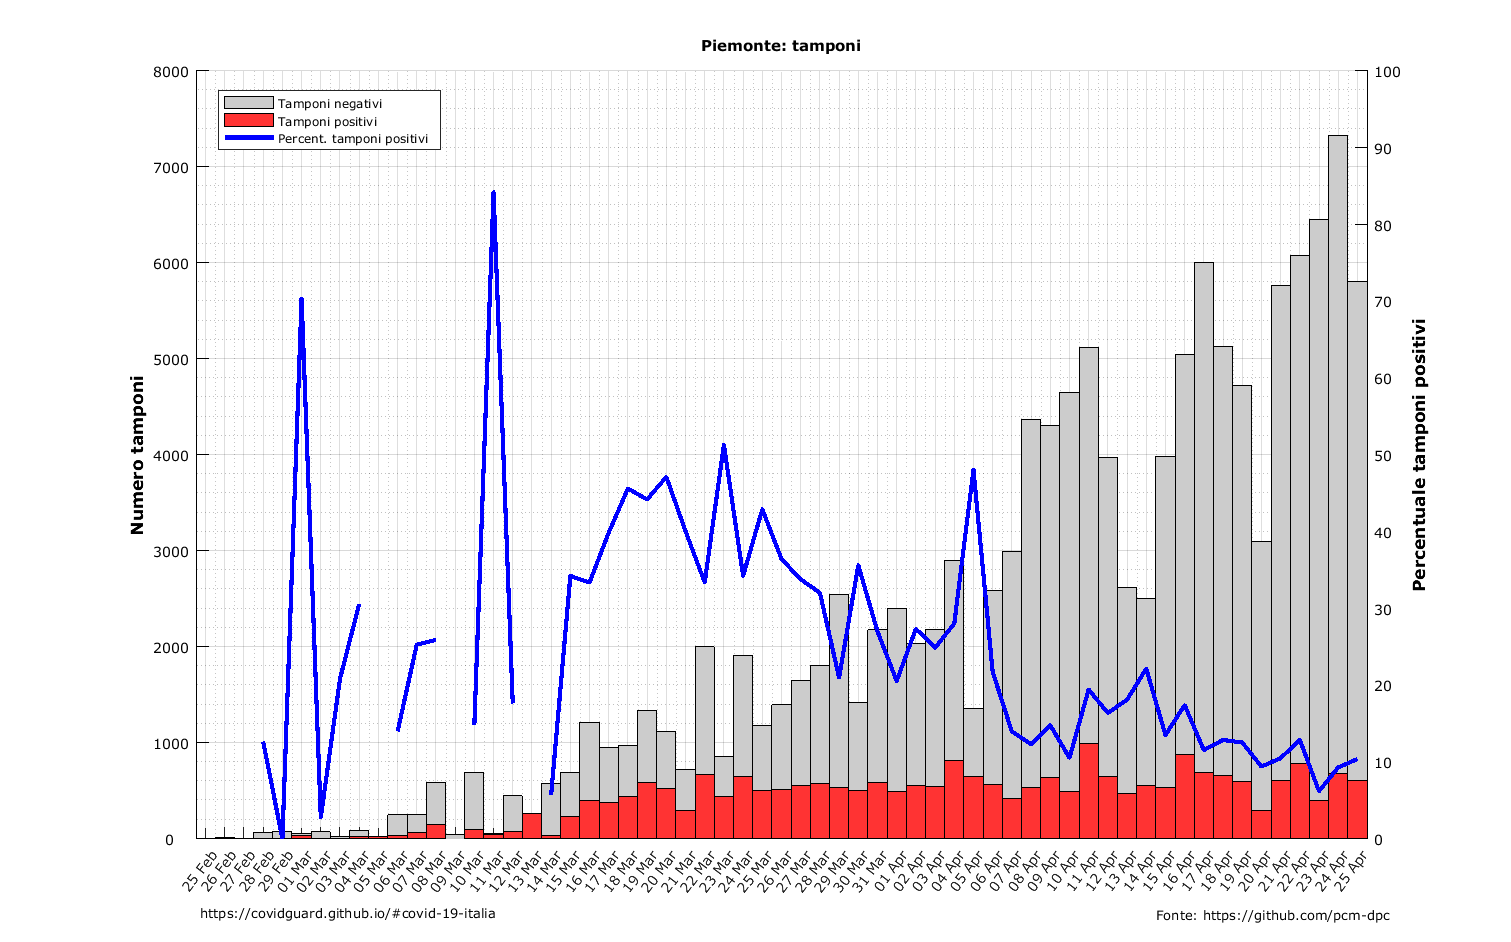 Piemonte: tamponi
Tamponi negativi
Tamponi positivi
Percent. tamponi positivi
Numero tamponi
8000
7000
6000
5000
4000
3000
2000
1000
0
100
90
80
70
60
50
40
30
20
10
0
Percentuale tamponi positivi
25 Feb
26 Feb
27 Feb
28 Feb
29 Feb
01 Mar
02 Mar
03 Mar
04 Mar
05 Mar
06 Mar
07 Mar
08 Mar
09 Mar
10 Mar
11 Mar
12 Mar
13 Mar
14 Mar
15 Mar
16 Mar
17 Mar
18 Mar
19 Mar
20 Mar
21 Mar
22 Mar
23 Mar
24 Mar
25 Mar
26 Mar
27 Mar
28 Mar
29 Mar
30 Mar
31 Mar
01 Apr
02 Apr
03 Apr
04 Apr
05 Apr
06 Apr
07 Apr
08 Apr
09 Apr
10 Apr
11 Apr
12 Apr
13 Apr
14 Apr
15 Apr
16 Apr
17 Apr
18 Apr
19 Apr
20 Apr
21 Apr
22 Apr
23 Apr
24 Apr
25 Apr
https://covidguard.github.io/#covid-19-italia
Fonte: https://github.com/pcm-dpc